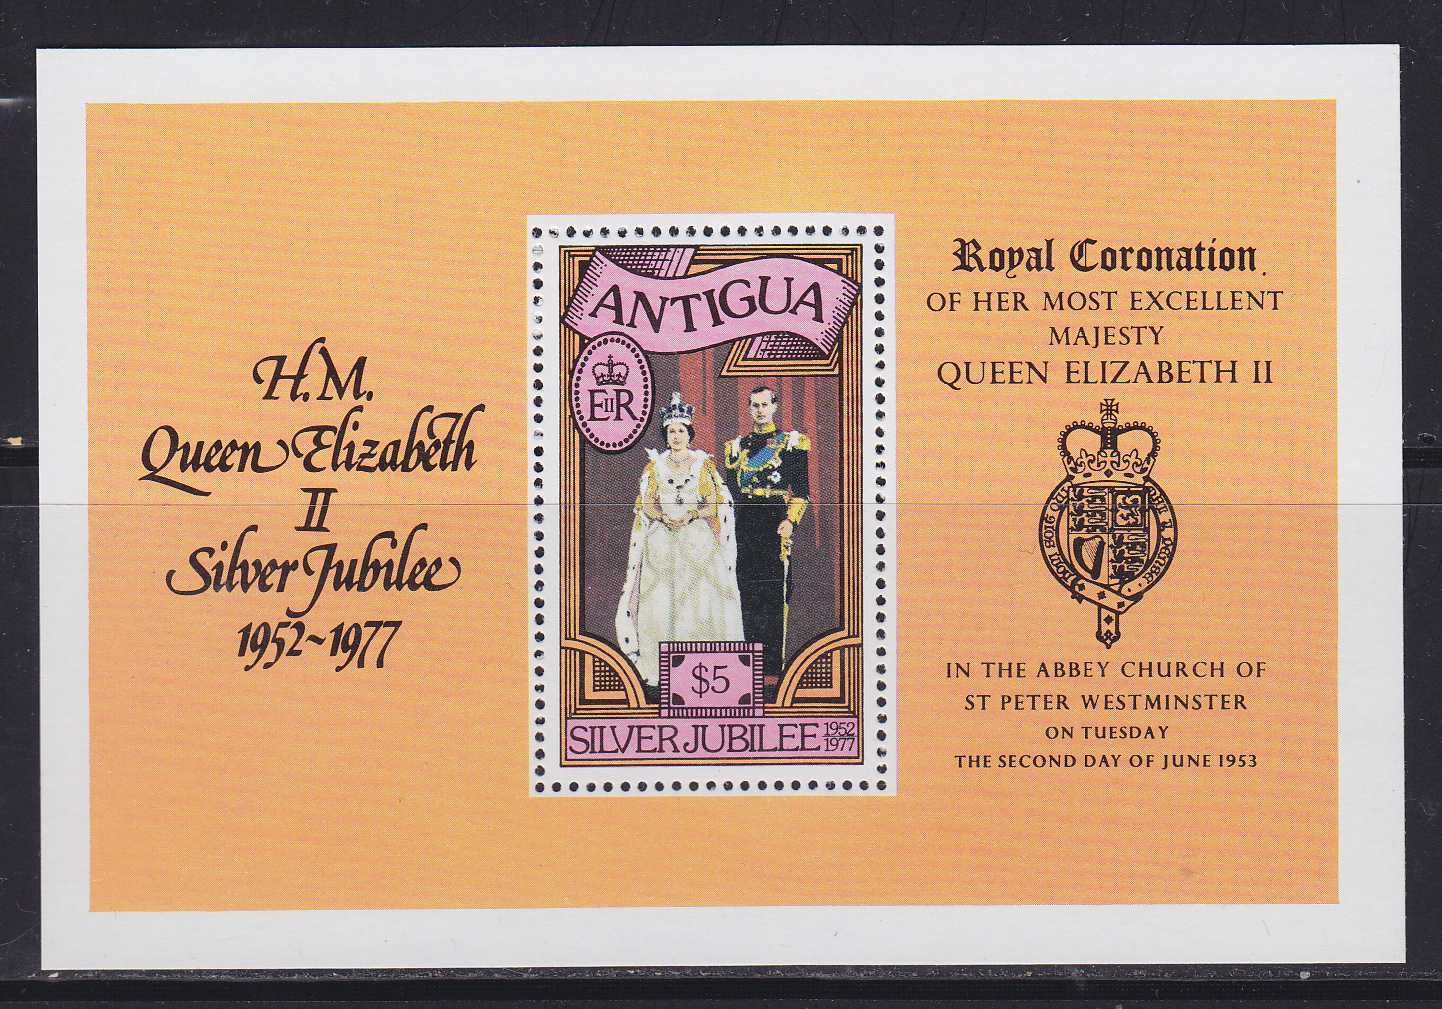 H.M.
Queen Elizabeth
II
Silver Jubilee
1952~1977
ANTIGUA
EIIR
$5
SILVER JUBILEE 1952
1977
Royal Coronation
OF HER MOST EXCELLENT
MAJESTY
QUEEN ELIZABETH II
IN THE ABBEY CHURCH OF
ST PETER WESTMINSTER
ON TUESDAY
THE SECOND DAY OF JUNE 1953